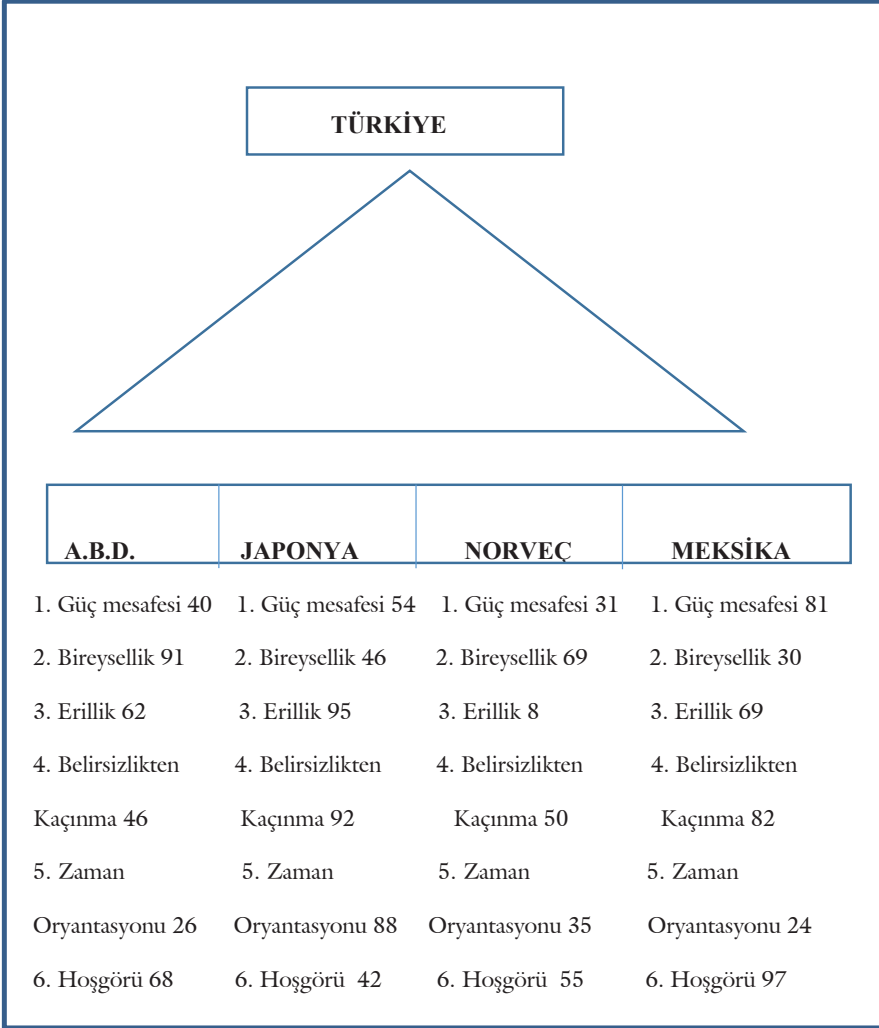 TÜRKİYE
A.B.D. JAPONYA NORVEÇ MEKSİKA
1. Güç mesafesi 40 1. Güç mesafesi 54 1. Güç mesafesi 31 1. Güç mesafesi 81
2. Bireysellik 91 2. Bireysellik 46 2. Bireysellik 69 2. Bireysellik 30
3. Erillik 62 3. Erillik 95 3. Erillik 8 3. Erillik 69
4. Belirsizlikten 4. Belirsizlikten 4. Belirsizlikten 4. Belirsizlikten
Kaçınma 46 Kaçınma 92 Kaçınma 50 Kaçınma 82
5. Zaman 5. Zaman 5. Zaman 5. Zaman
Oryantasyonu 26 Oryantasyonu 88 Oryantasyonu 35 Oryantasyonu 24
6. Hoşgörü 68 6. Hoşgörü 42 6. Hoşgörü 55 6. Hoşgörü 97